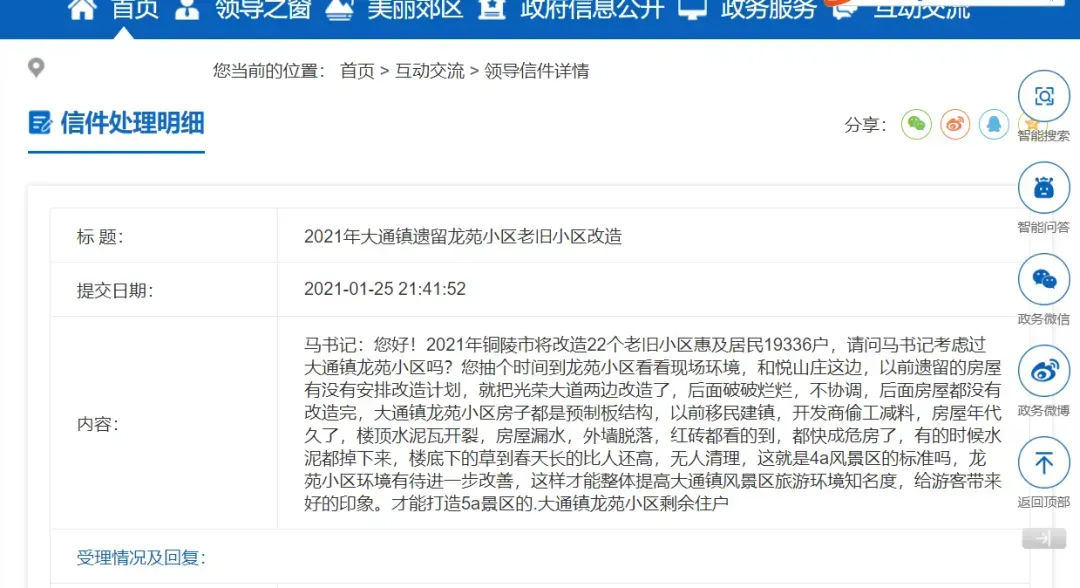 首页 领导之窗 美丽郊区 政府信息公开 政务服务 互动交流
您当前的位置： 首页 > 互动交流 > 领导信件详情
信件处理明细
分享：
智能搜索
标 题：
2021年大通镇遗留龙苑小区老旧小区改造
智能问答
提交日期：
2021-01-25 21:41:52
政务微信
内容：
马书记：您好！2021年铜陵市将改造22个老旧小区惠及居民19336户，请问马书记考虑过
大通镇龙苑小区吗？您抽个时间到龙苑小区看看现场环境，和悦山庄这边，以前遗留的房屋
有没有安排改造计划，就把光荣大道两边改造了，后面破破烂烂，不协调，后面房屋都没有
改造完，大通镇龙苑小区房子都是预制板结构，以前移民建镇，开发商偷工减料，房屋年代
久了，楼顶水泥瓦开裂，房屋漏水，外墙脱落，红砖都看的到，都快成危房了，有的时候水
泥都掉下来，楼底下的草到春天长的比人还高，无人清理，这就是4a风景区的标准吗，龙
苑小区环境有待进一步改善，这样才能整体提高大通镇风景区旅游环境知名度，给游客带来
好的印象。才能打造5a景区的.大通镇龙苑小区剩余住户
政务微博
返回顶部
受理情况及回复：